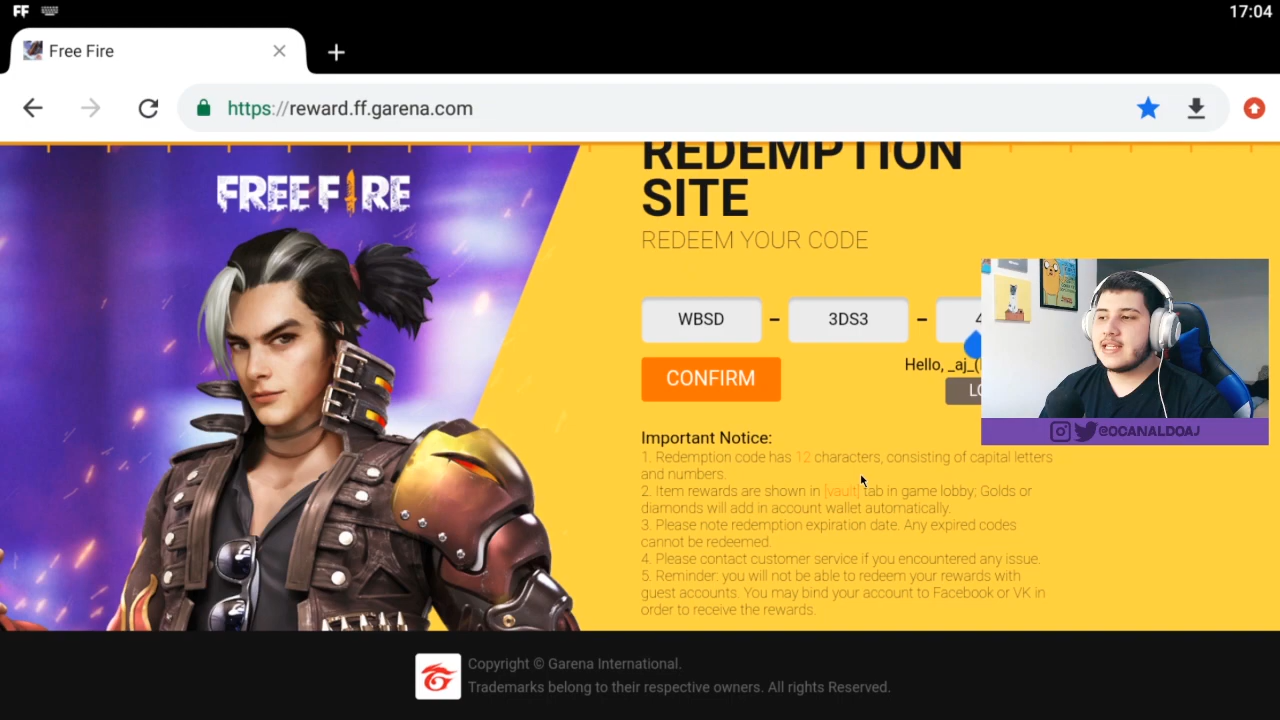 FF
17:04
Free Fire
https://reward.ff.garena.com
FREE FIRE
REDEMPTION
SITE
REDEEM YOUR CODE
WBSD - 3DS3 - 4
CONFIRM
Hello, _aj_(
LO
Important Notice:
1. Redemption code has 12 characters, consisting of capital letters
and numbers.
2. Item rewards are shown in [vault] tab in game lobby; Golds or
diamonds will add in account wallet automatically.
3. Please note redemption expiration date. Any expired codes
cannot be redeemed.
4. Please contact customer service if you encountered any issue.
5. Reminder: you will not be able to redeem your rewards with
guest accounts. You may bind your account to Facebook or VK in
order to receive the rewards.
@OCANALDOAJ
Copyright © Garena International.
Trademarks belong to their respective owners. All rights Reserved.